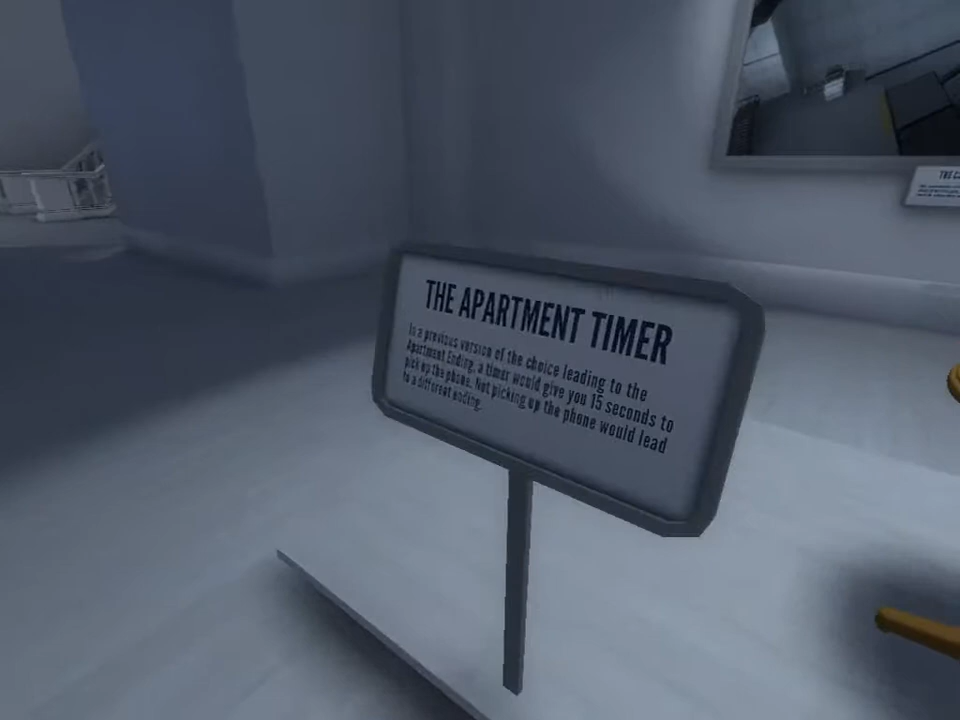 THE APARTMENT TIMER
In a previous version of the choice leading to the
Apartment Ending, a timer would give you 15 seconds to
pick up the phone. Not picking up the phone would lead
to a different ending.